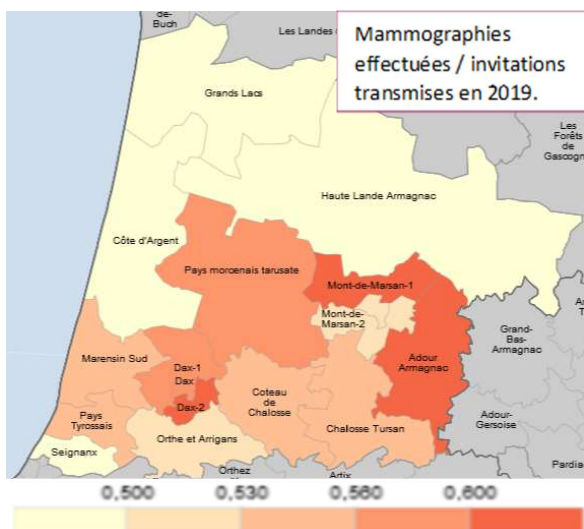 de-
Buch
Les Landes
Mammographies
effectuées / invitations
transmises en 2019.
Grands Lacs
Les
Forêts
de
Gascogn
Haute Lande Armagnac
Côte d'Argent
Pays morcenais tarusate
Mont-de-Marsan-1
Mont-de-
Marsan-2
Grand-
Bas-
Armagnac
Marensin Sud
Dax-1
Dax
Adour
Armagnac
Dax-2
Coteau
de
Chalosse
Pays
Tyrossais
Chalosse Tursan
Adour-
Gersoise
Orthe et Arrigans
Seignanx
Orthez
Artix
Pardia
0,500 0,530 0,560 0,600